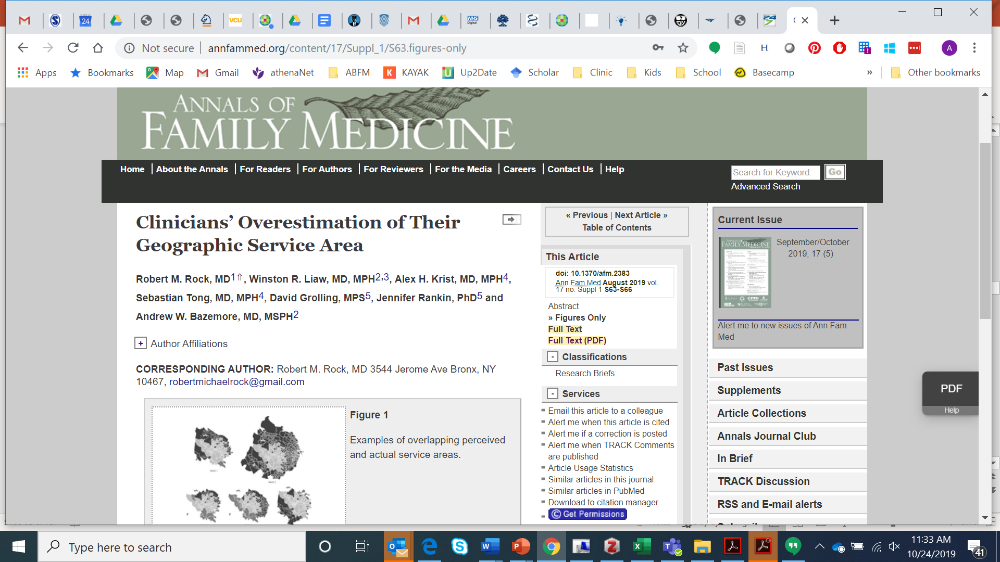 24
VCU
NHS
Digital
24
7
Not secure
annfammed.org/content/17/Suppl_1/S63.figures-only
H
A
Apps
Bookmarks
Map
Gmail
athenaNet
ABFM
KAYAK
Up2Date
Scholar
Clinic
Kids
School
Basecamp
»
Other bookmarks
ANNALS OF
FAMILY MEDICINE
Home
About the Annals
For Readers
For Authors
For Reviewers
For the Media
Careers
Contact Us
Help
Search for Keyword:
Go
Advanced Search
Clinicians’ Overestimation of Their
Geographic Service Area
Robert M. Rock, MD1⇑, Winston R. Liaw, MD, MPH2,3, Alex H. Krist, MD, MPH4,
Sebastian Tong, MD, MPH4, David Grolling, MPS5, Jennifer Rankin, PhD5 and
Andrew W. Bazemore, MD, MSPH2
+ Author Affiliations
CORRESPONDING AUTHOR: Robert M. Rock, MD 3544 Jerome Ave Bronx, NY
10467, robertmichaelrock@gmail.com
Figure 1
Examples of overlapping perceived
and actual service areas.
« Previous | Next Article »
Table of Contents
This Article
doi: 10.1370/afm.2383
Ann Fam Med August 2019 vol.
17 no. Suppl 1 S63-S66
Abstract
» Figures Only
Full Text
Full Text (PDF)
- Classifications
Research Briefs
- Services
Email this article to a colleague
Alert me when this article is cited
Alert me if a correction is posted
Alert me when TRACK Comments
are published
Article Usage Statistics
Similar articles in this journal
Similar articles in PubMed
Download to citation manager
© Get Permissions
Current Issue
ANNALS OF
FAMILY MEDICINE
September/October
2019, 17 (5)
Alert me to new issues of Ann Fam
Med
Past Issues
Supplements
Article Collections
Annals Journal Club
In Brief
TRACK Discussion
RSS and E-mail alerts
PDF
Help
Type here to search
11:33 AM
10/24/2019
41